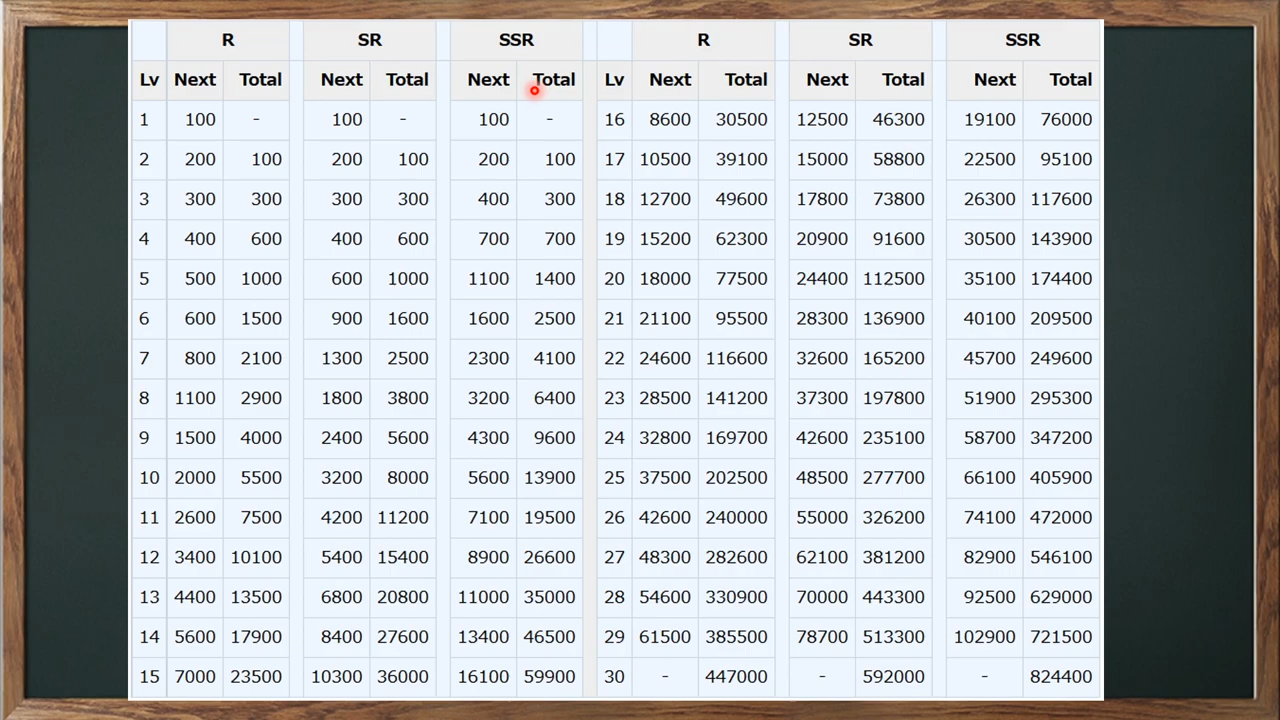 R SR SSR R SR SSR
Lv Next Total Next Total Next Total Lv Next Total Next Total Next Total
1 100 - 100 - 100 - 16 8600 30500 12500 46300 19100 76000
2 200 100 200 100 200 100 17 10500 39100 15000 58800 22500 95100
3 300 300 300 300 400 300 18 12700 49600 17800 73800 26300 117600
4 400 600 400 600 700 700 19 15200 62300 20900 91600 30500 143900
5 500 1000 600 1000 1100 1400 20 18000 77500 24400 112500 35100 174400
6 600 1500 900 1600 1600 2500 21 21100 95500 28300 136900 40100 209500
7 800 2100 1300 2500 2300 4100 22 24600 116600 32600 165200 45700 249600
8 1100 2900 1800 3800 3200 6400 23 28500 141200 37300 197800 51900 295300
9 1500 4000 2400 5600 4300 9600 24 32800 169700 42600 235100 58700 347200
10 2000 5500 3200 8000 5600 13900 25 37500 202500 48500 277700 66100 405900
11 2600 7500 4200 11200 7100 19500 26 42600 240000 55000 326200 74100 472000
12 3400 10100 5400 15400 8900 26600 27 48300 282600 62100 381200 82900 546100
13 4400 13500 6800 20800 11000 35000 28 54600 330900 70000 443300 92500 629000
14 5600 17900 8400 27600 13400 46500 29 61500 385500 78700 513300 102900 721500
15 7000 23500 10300 36000 16100 59900 30 - 447000 - 592000 - 824400